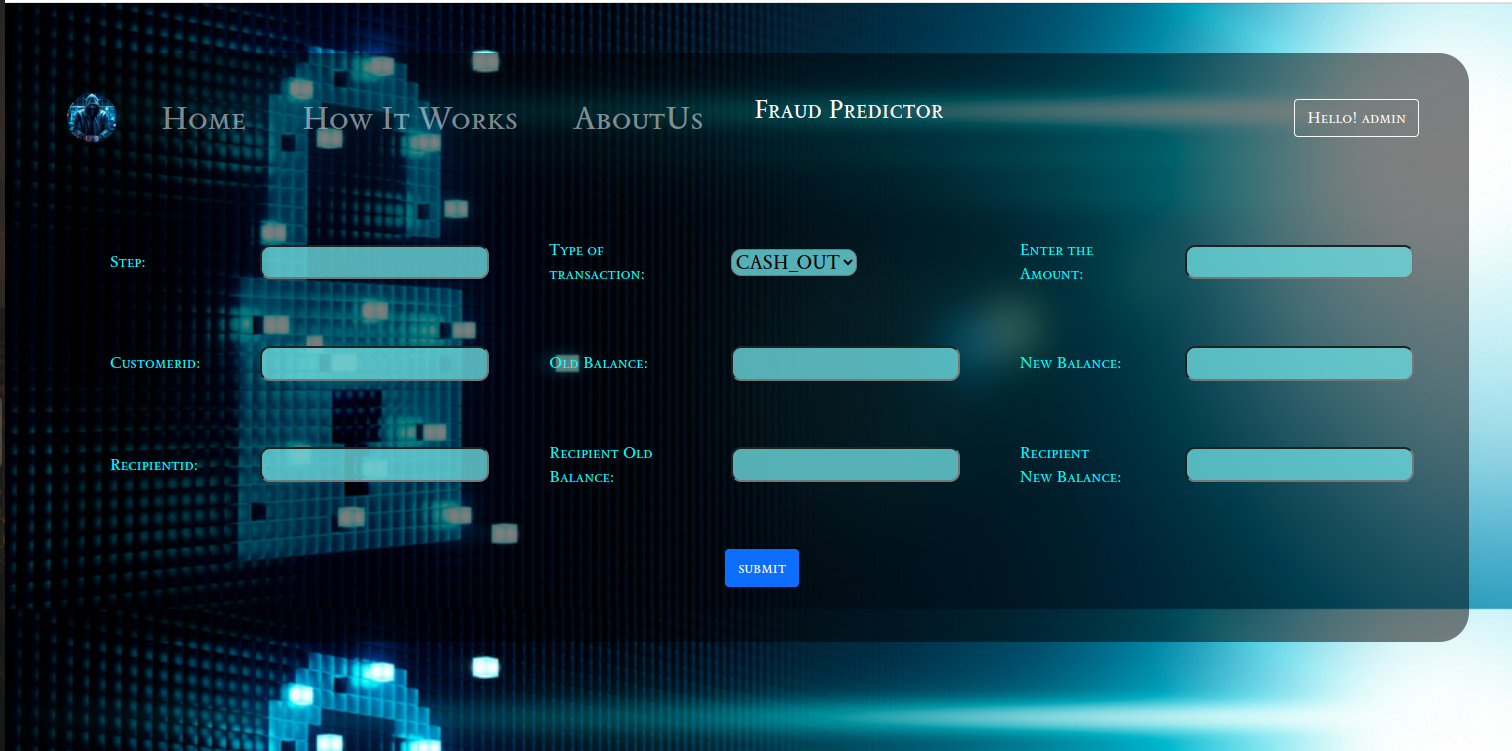 Home How It Works AboutUs Fraud Predictor Hello! admin
Step:
Type of
transaction:
CASH_OUT
Enter the
Amount:
Customerid:
Old Balance:
New Balance:
Recipientid:
Recipient Old
Balance:
Recipient
New Balance:
submit